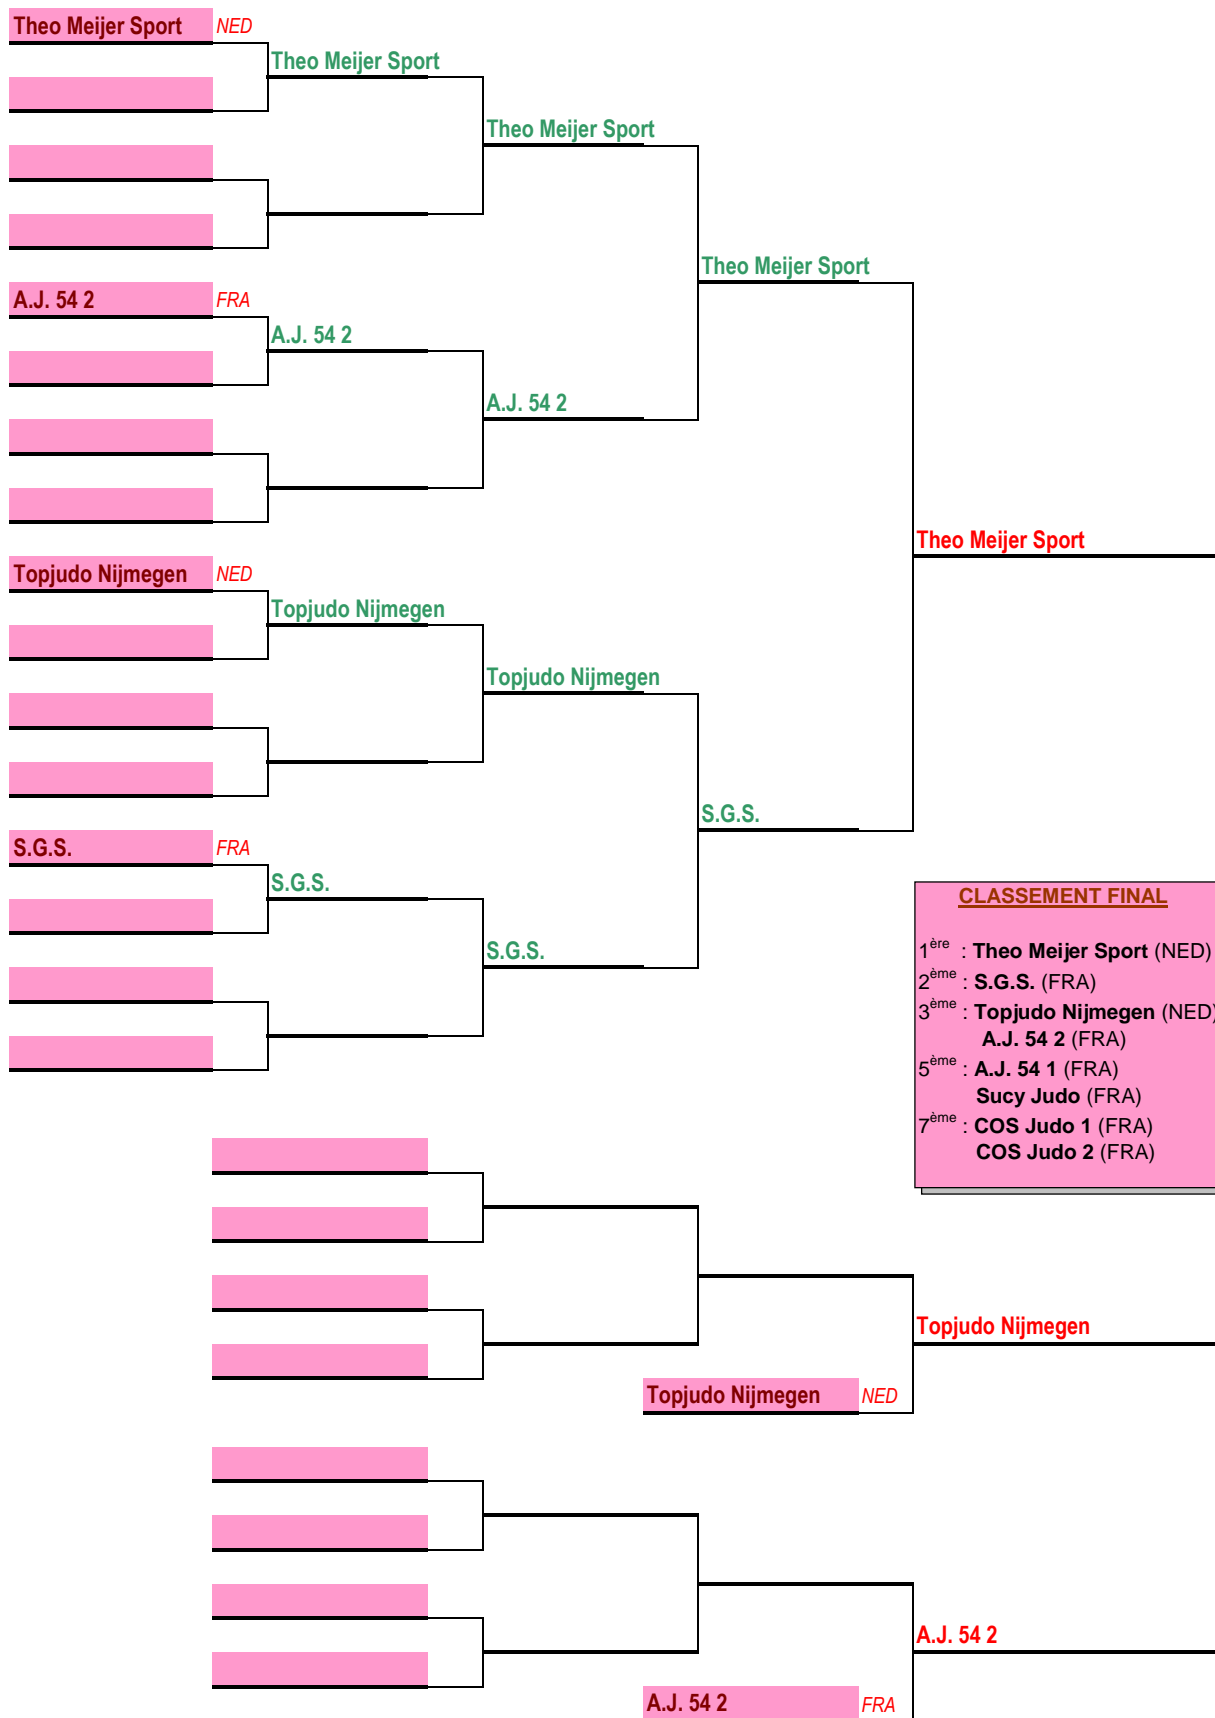 Theo Meijer Sport NED
Theo Meijer Sport
Theo Meijer Sport
Theo Meijer Sport
A.J. 54 2 FRA
A.J. 54 2
A.J. 54 2
Theo Meijer Sport
Topjudo Nijmegen NED
Topjudo Nijmegen
Topjudo Nijmegen
S.G.S.
S.G.S. FRA
S.G.S.
S.G.S.
CLASSEMENT FINAL
1ère : Theo Meijer Sport (NED)
2ème : S.G.S. (FRA)
3ème : Topjudo Nijmegen (NED)
A.J. 54 2 (FRA)
5ème : A.J. 54 1 (FRA)
Sucy Judo (FRA)
7ème : COS Judo 1 (FRA)
COS Judo 2 (FRA)
Topjudo Nijmegen
Topjudo Nijmegen NED
A.J. 54 2
A.J. 54 2 FRA